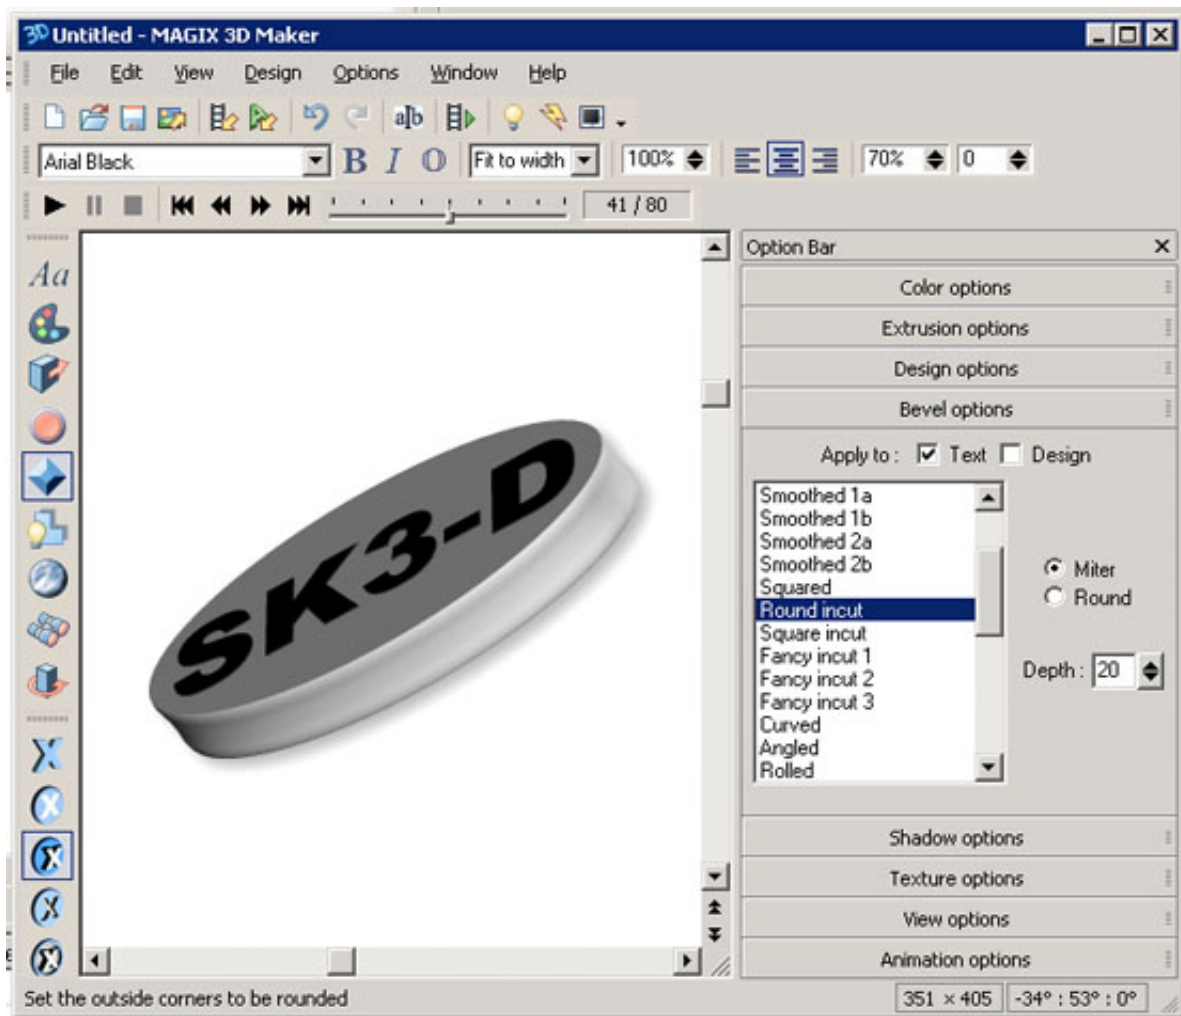 3D Untitled - MAGIX 3D Maker
File Edit View Design Options Window Help
a|b
Arial Black B I O Fit to width 100% 70% 0
41 / 80
Option Bar
Aa
Color options
Extrusion options
Design options
Bevel options
Apply to : Text Design
Smoothed 1a
Smoothed 1b
Smoothed 2a
Smoothed 2b
Squared
Round incut
Square incut
Fancy incut 1
Fancy incut 2
Fancy incut 3
Curved
Angled
Rolled
Miter
Round
Depth : 20
SK3-D
X
X
X
X
X
Shadow options
Texture options
View options
Animation options
Set the outside corners to be rounded
351 × 405 -34° : 53° : 0°